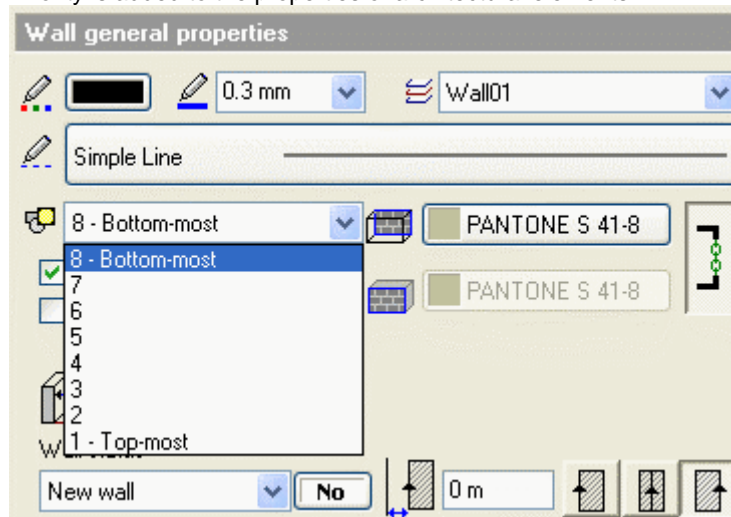 Wall general properties
0.3 mm
Wall01
Simple Line
8 - Bottom-most
PANTONE S 41-8
8 - Bottom-most
7
PANTONE S 41-8
6
5
4
3
2
1 - Top-most
New wall
No
0 m